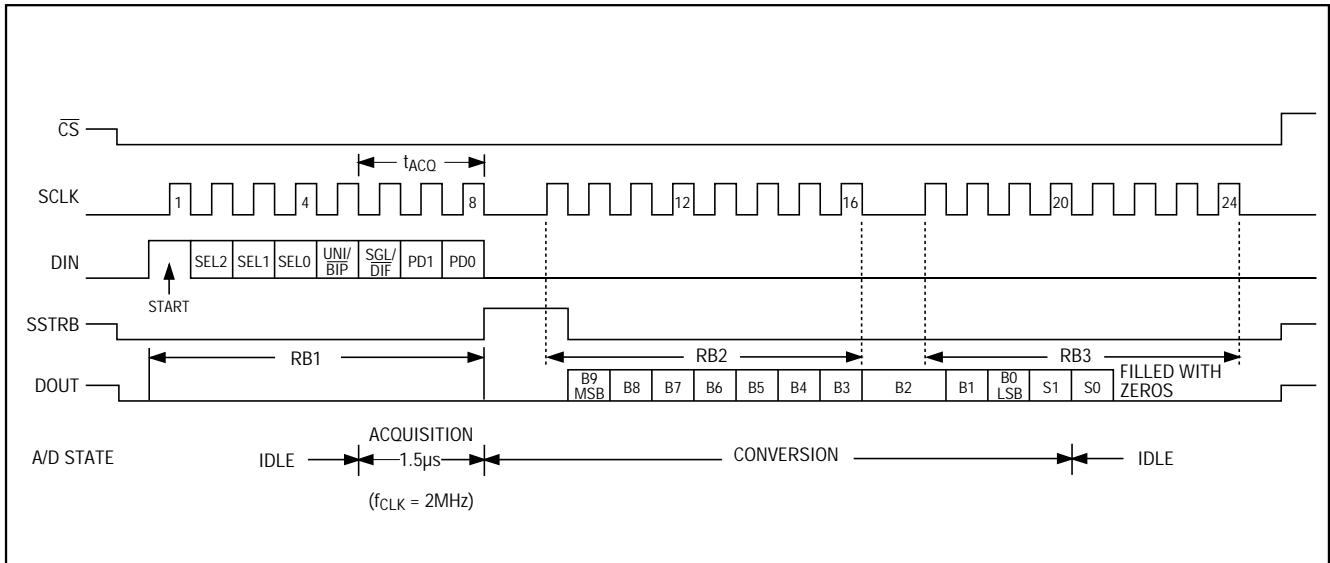 CS
tACQ
SCLK 1 4 8 12 16 20 24
DIN SEL2 SEL1 SEL0 UNI/BIP SGL/DIF PD1 PD0
START
SSTRB
RB1 RB2 RB3
DOUT B9 MSB B8 B7 B6 B5 B4 B3 B2 B1 B0 LSB S1 S0 FILLED WITH ZEROS
A/D STATE IDLE ACQUISITION 1.5µs CONVERSION IDLE
(fCLK = 2MHz)